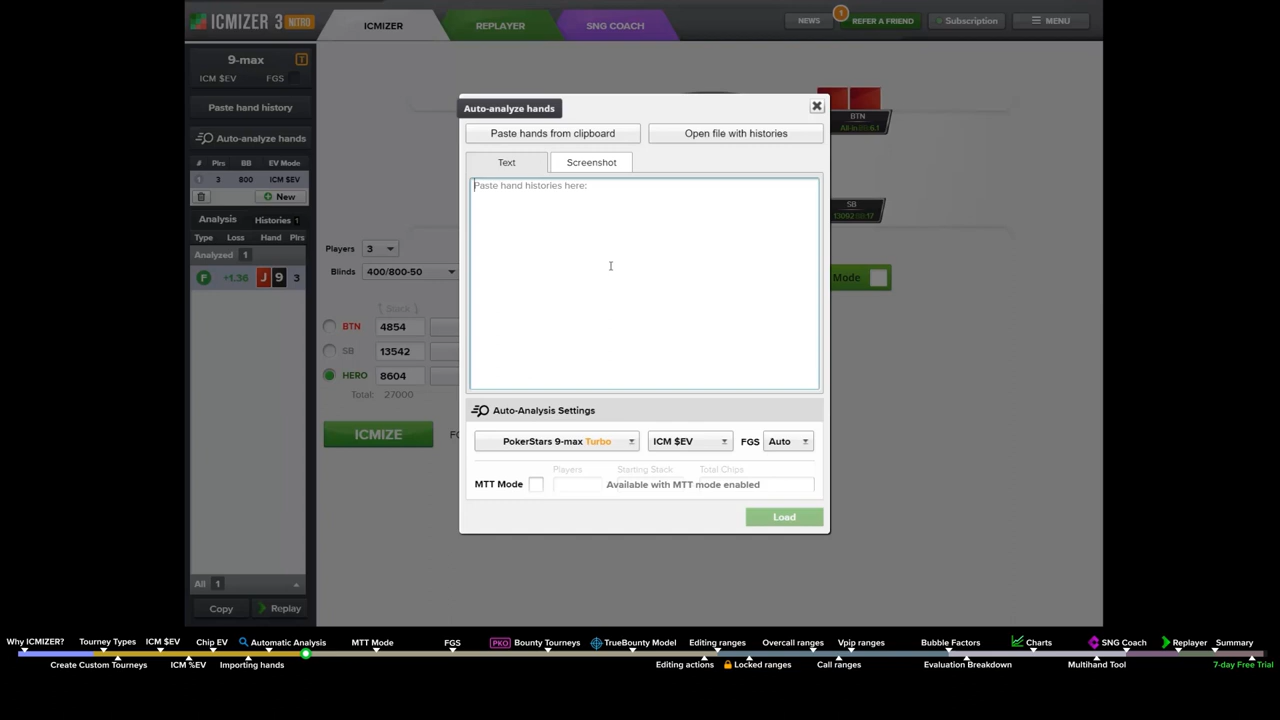 ICMIZER 3 NITRO
ICMIZER
REPLAYER
SNG COACH
NEWS
1
REFER A FRIEND
Subscription
MENU
9-max
T
ICM $EV
FGS
Paste hand history
Auto-analyze hands
# Plrs BB EV Mode
1 3 800 ICM $EV
New
Analysis
Histories 1
Type Loss Hand Plrs
Analyzed 1
F +1.36 J 9 3
All 1
Copy
Replay
Players 3
Blinds 400/800-50
Stack
BTN 4854
SB 13542
HERO 8604
Total: 27000
ICMIZE
BTN
SB
Mode
Auto-analyze hands
Paste hands from clipboard
Open file with histories
Text
Screenshot
Paste hand histories here:
Auto-Analysis Settings
PokerStars 9-max Turbo
ICM $EV
FGS
Auto
Players
Starting Stack
Total Chips
MTT Mode
Available with MTT mode enabled
Load
Why ICMIZER?
Tourney Types
ICM $EV
Chip EV
Automatic Analysis
MTT Mode
FGS
PKO Bounty Tourneys
TrueBounty Model
Editing ranges
Overcall ranges
Vpip ranges
Bubble Factors
Charts
SNG Coach
Replayer
Summary
Create Custom Tourneys
ICM %EV
Importing hands
Editing actions
Locked ranges
Call ranges
Evaluation Breakdown
Multihand Tool
7-day Free Trial